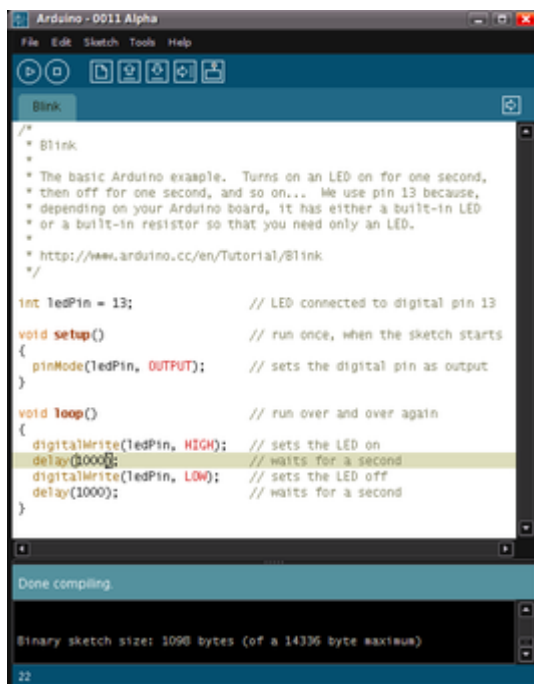 Arduino - 0011 Alpha
File Edit Sketch Tools Help
Blink
/*
 * Blink
 *
 * The basic Arduino example.  Turns on an LED on for one second,
 * then off for one second, and so on...  We use pin 13 because,
 * depending on your Arduino board, it has either a built-in LED
 * or a built-in resistor so that you need only an LED.
 *
 * http://www.arduino.cc/en/Tutorial/Blink
 */
int ledPin = 13;                // LED connected to digital pin 13
void setup()                    // run once, when the sketch starts
{
  pinMode(ledPin, OUTPUT);      // sets the digital pin as output
}
void loop()                     // run over and over again
{
  digitalWrite(ledPin, HIGH);   // sets the LED on
  delay(1000);                  // waits for a second
  digitalWrite(ledPin, LOW);    // sets the LED off
  delay(1000);                  // waits for a second
}
Done compiling.
Binary sketch size: 1098 bytes (of a 14336 byte maximum)
22